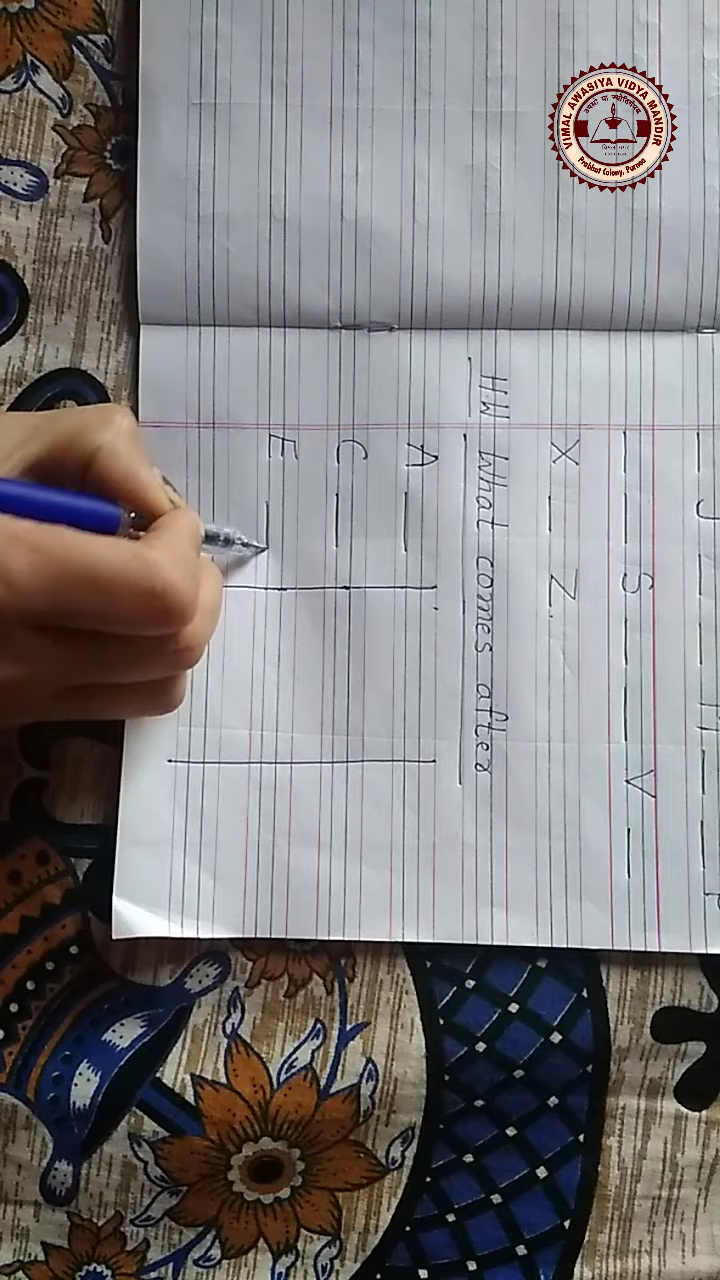 VIMAL AWASIYA VIDYA MANDIR
Prabhat Colony, Purnea
_ J _ _ M _ _ P
_ _ S _ _ V _
X _ Z.
H.W What comes after
A _
C _
E _